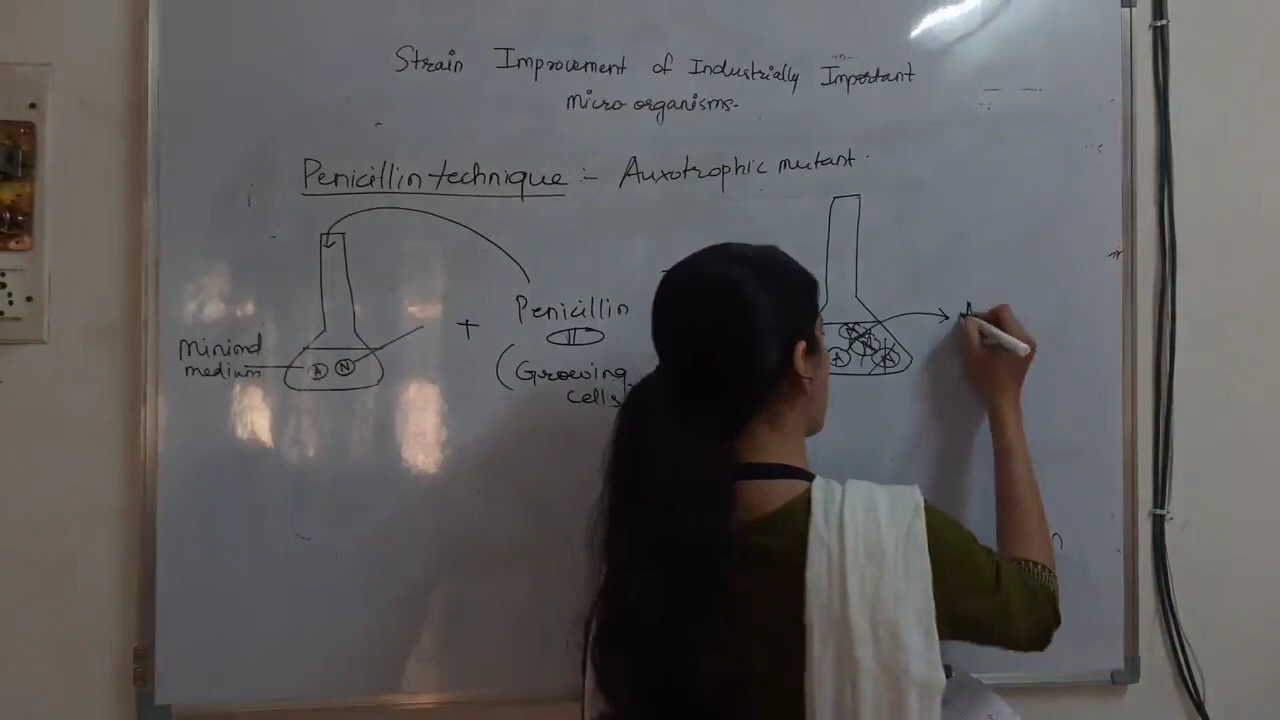 Strain Improvement of Industrially Important
Micro organisms.
Penicillin technique :- Auxotrophic mutant.
Penicillin
+
Minimal
medium
A N
(Growing
cells
A